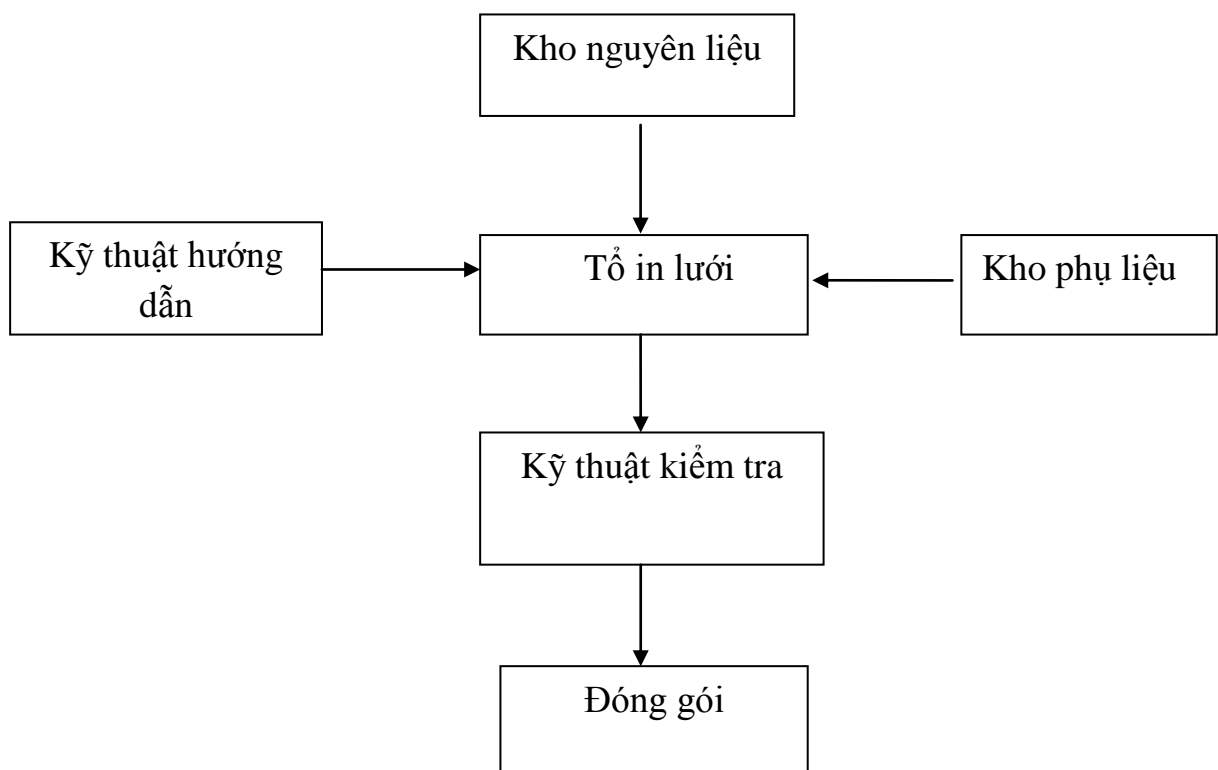 Kho nguyên liệu
Kỹ thuật hướng
dẫn
Tổ in lưới
Kho phụ liệu
Kỹ thuật kiểm tra
Đóng gói